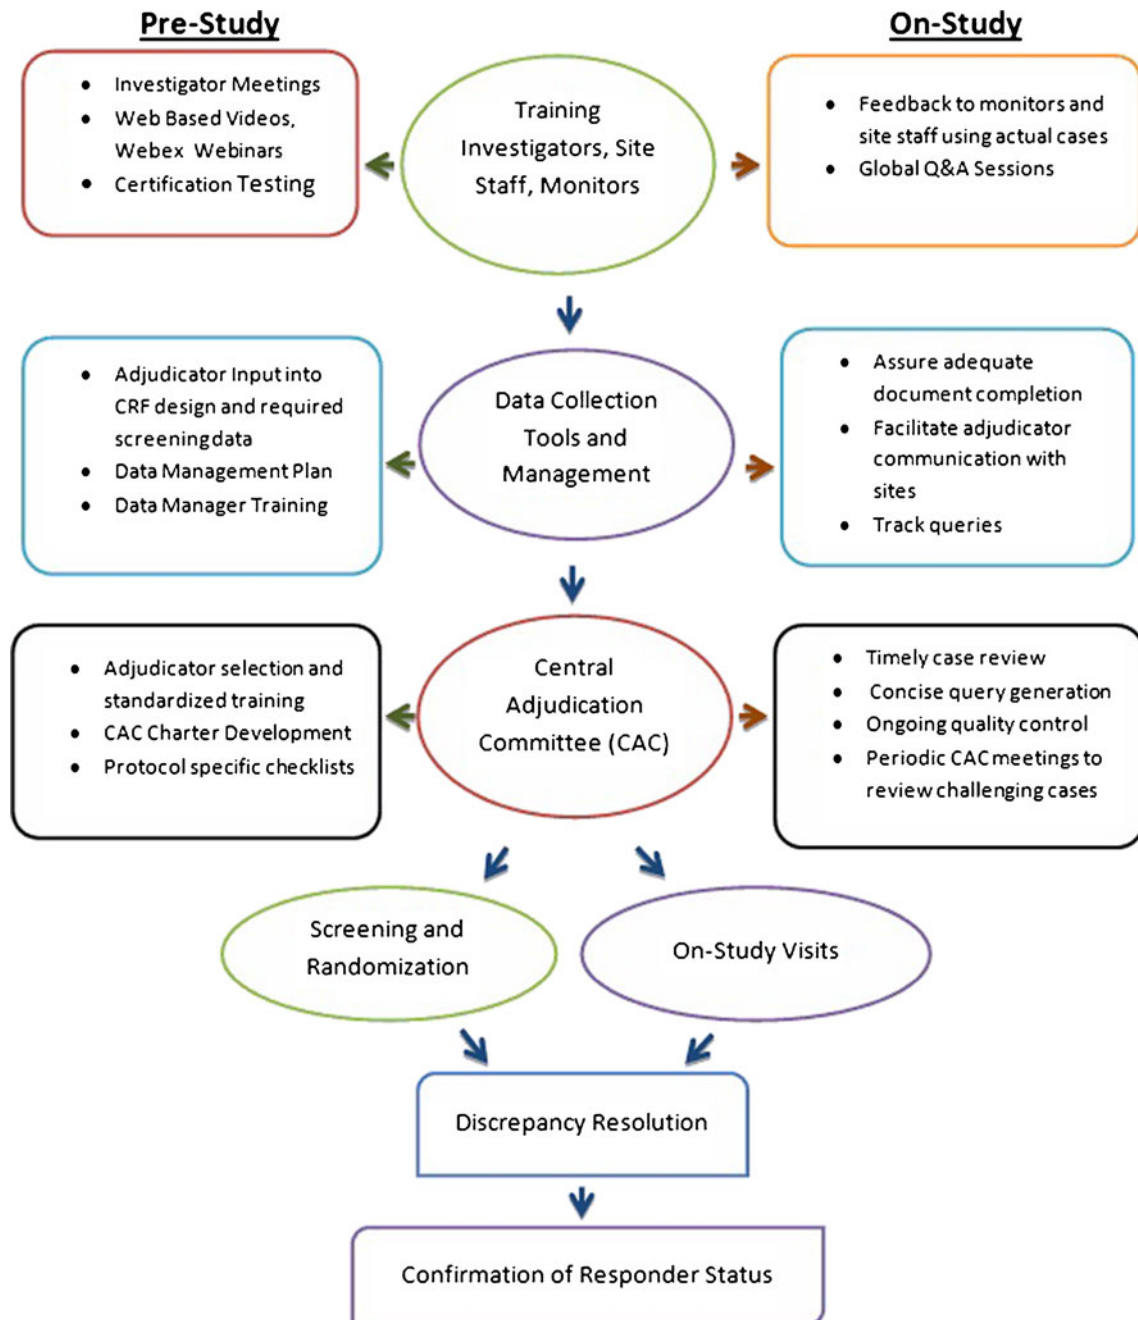 Pre-Study
On-Study
• Investigator Meetings
• Web Based Videos,
Webex Webinars
• Certification Testing
Training
Investigators, Site
Staff, Monitors
• Feedback to monitors and
site staff using actual cases
• Global Q&A Sessions
• Adjudicator Input into
CRF design and required
screening data
• Data Management Plan
• Data Manager Training
Data Collection
Tools and
Management
• Assure adequate
document completion
• Facilitate adjudicator
communication with
sites
• Track queries
• Adjudicator selection and
standardized training
• CAC Charter Development
• Protocol specific checklists
Central
Adjudication
Committee (CAC)
• Timely case review
• Concise query generation
• Ongoing quality control
• Periodic CAC meetings to
review challenging cases
Screening and
Randomization
On-Study Visits
Discrepancy Resolution
Confirmation of Responder Status